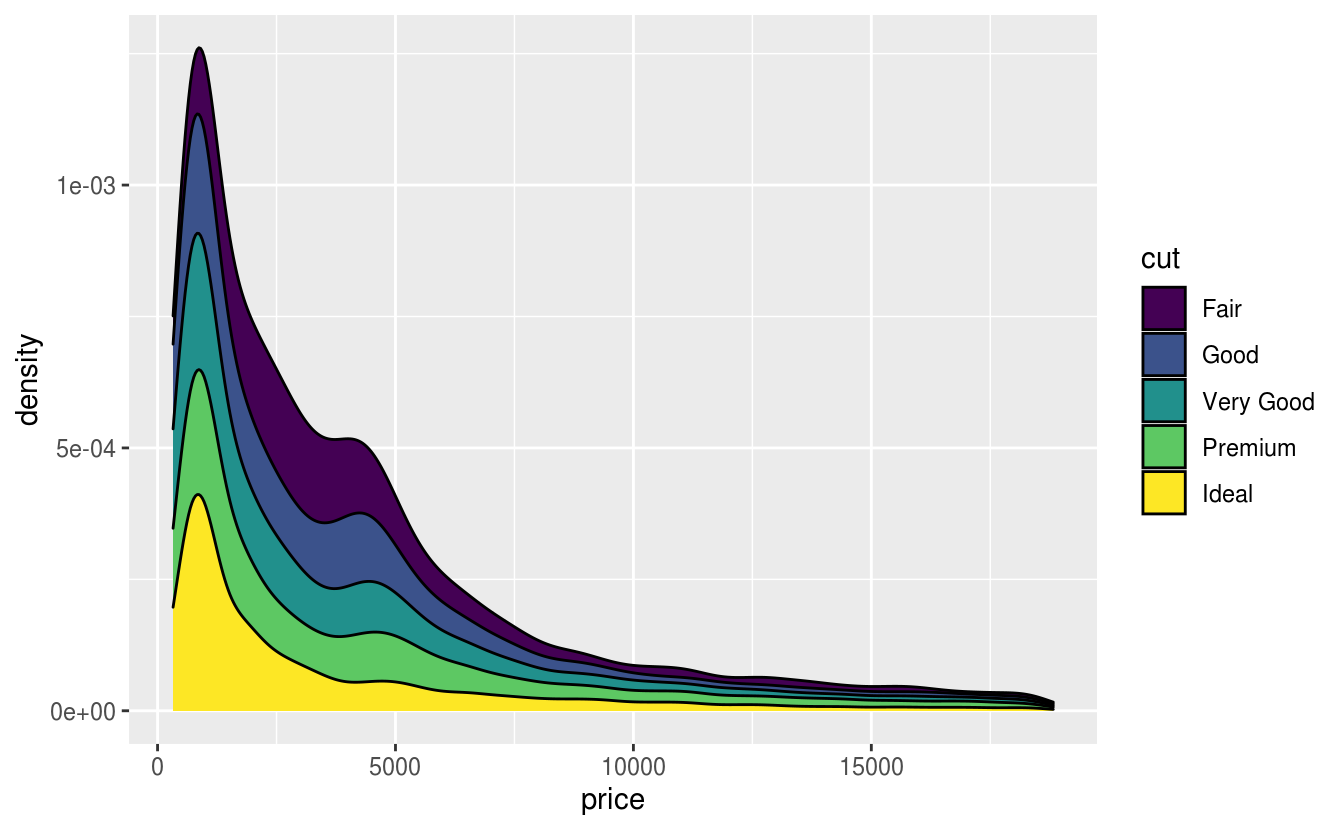 density
1e-03
5e-04
0e+00
0
5000
10000
15000
price
cut
Fair
Good
Very Good
Premium
Ideal